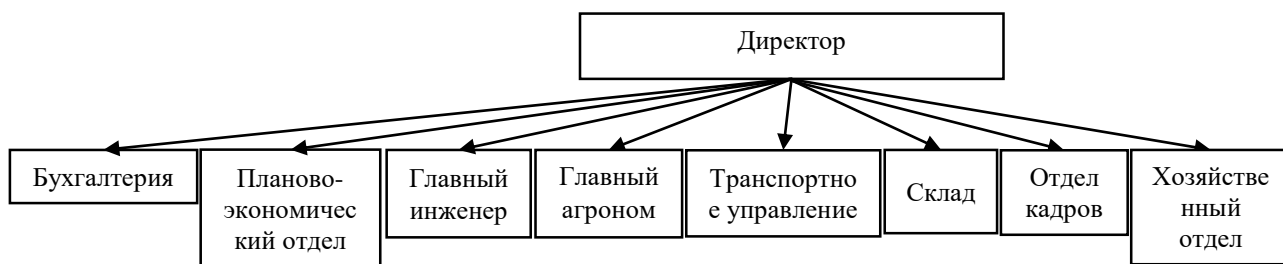 Директор
Бухгалтерия
Планово-
экономичес
кий отдел
Главный
инженер
Главный
агроном
Транспортно
е управление
Склад
Отдел
кадров
Хозяйстве
нный
отдел